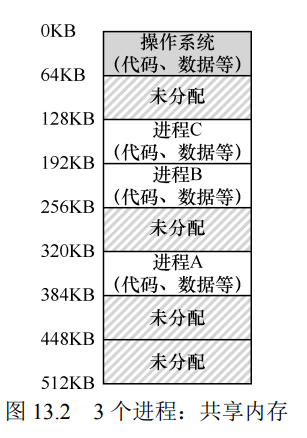 0KB
操作系统
(代码、数据等)
64KB
未分配
128KB
进程C
(代码、数据等)
192KB
进程B
(代码、数据等)
256KB
未分配
320KB
进程A
(代码、数据等)
384KB
未分配
448KB
未分配
512KB
图 13.2 3 个进程：共享内存